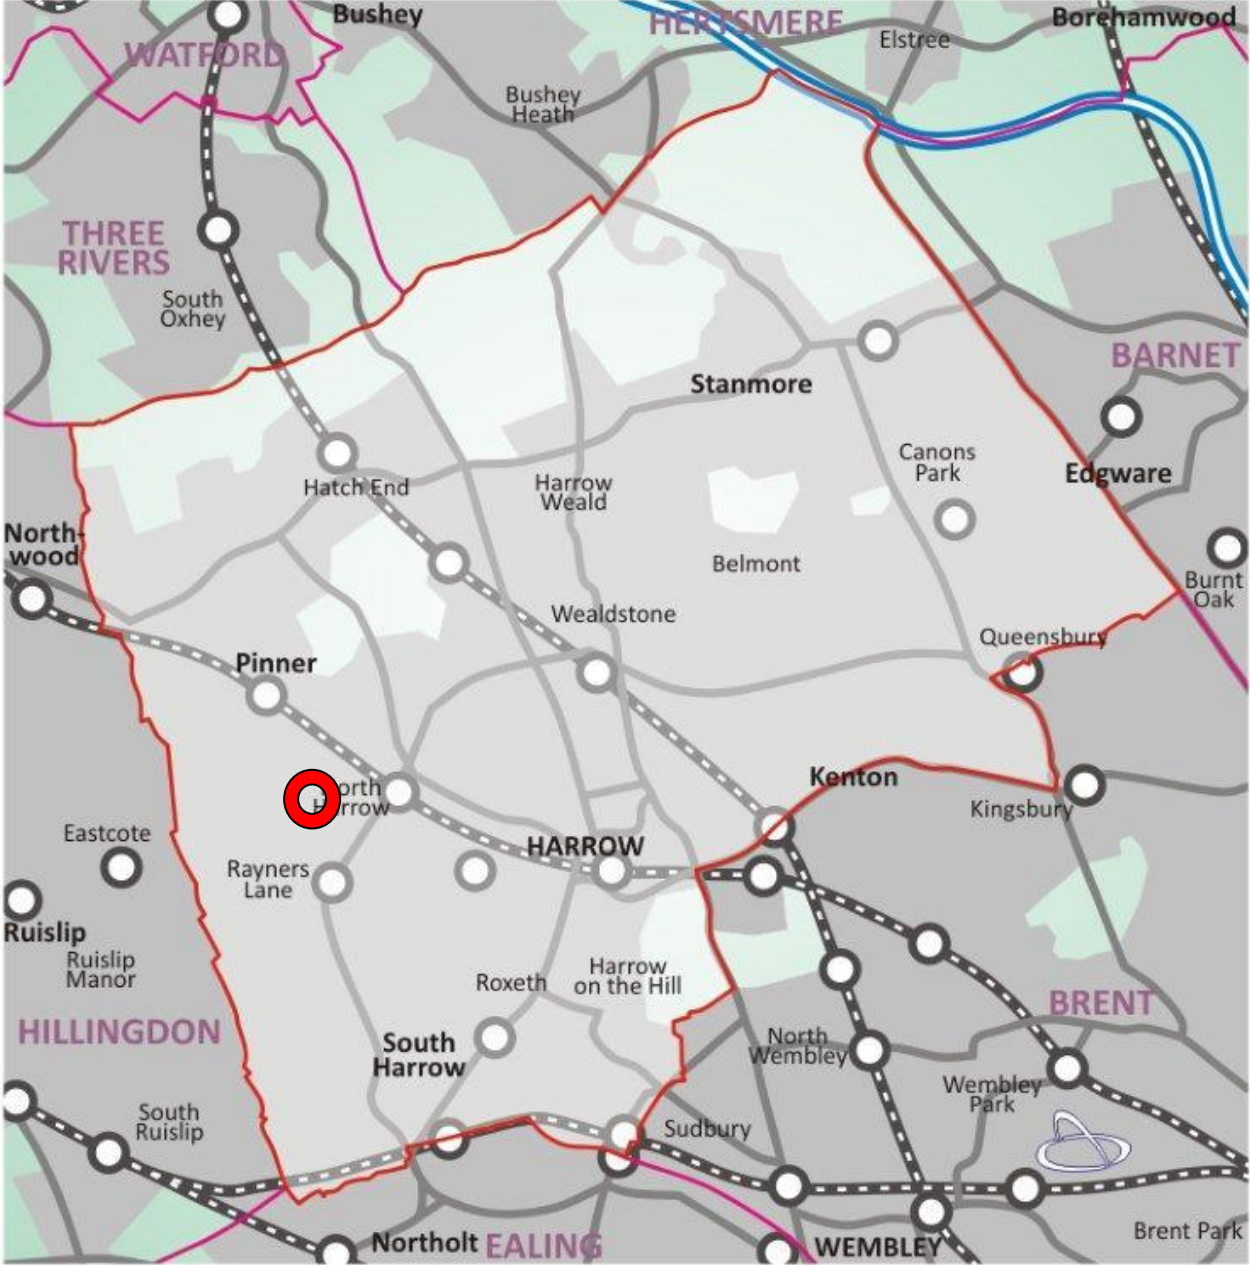 Bushey
HERTSMERE
Borehamwood
WATFORD
Elstree
Bushey
Heath
THREE
RIVERS
South
Oxhey
BARNET
Stanmore
Canons
Park
Edgware
Hatch End
Harrow
Weald
North-
wood
Belmont
Burnt
Oak
Wealdstone
Queensbury
Pinner
Kenton
orth
H rrow
Kingsbury
Eastcote
HARROW
Rayners
Lane
Ruislip
Ruislip
Manor
Roxeth
Harrow
on the Hill
BRENT
HILLINGDON
South
Harrow
North
Wembley
Wembley
Park
South
Ruislip
Sudbury
Northolt
EALING
WEMBLEY
Brent Park